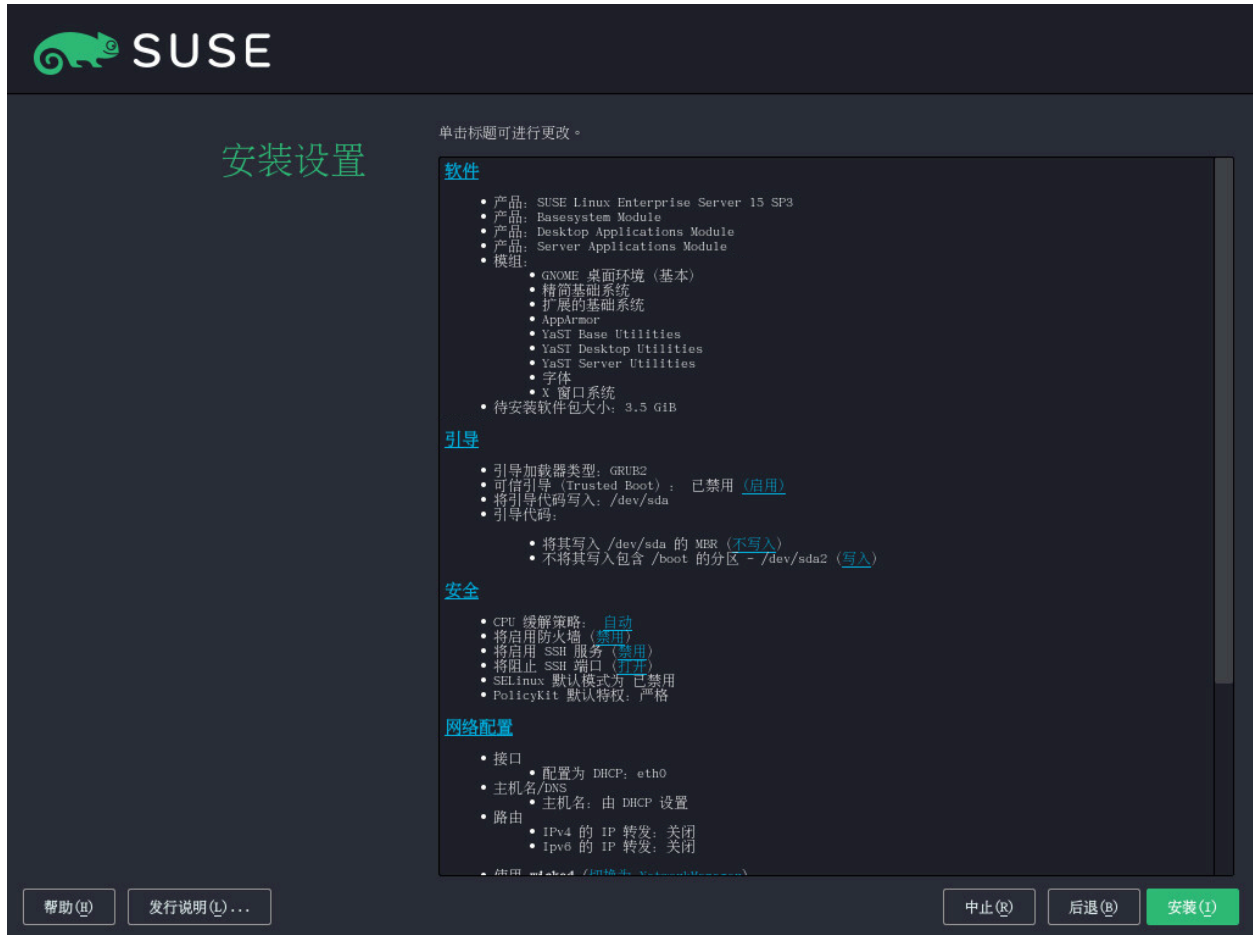 SUSE
安装设置
单击标题可进行更改。
软件
产品: SUSE Linux Enterprise Server 15 SP3
产品: Basesystem Module
产品: Desktop Applications Module
产品: Server Applications Module
模组:
GNOME 桌面环境 (基本)
精简基础系统
扩展的基础系统
AppArmor
YaST Base Utilities
YaST Desktop Utilities
YaST Server Utilities
字体
X 窗口系统
待安装软件包大小: 3.5 GiB
引导
引导加载器类型: GRUB2
可信引导 (Trusted Boot) : 已禁用 (启用)
将引导代码写入: /dev/sda
引导代码:
将其写入 /dev/sda 的 MBR (不写入)
不将其写入包含 /boot 的分区 - /dev/sda2 (写入)
安全
CPU 缓解策略: 自动
将启用防火墙 (禁用)
将启用 SSH 服务 (禁用)
将阻止 SSH 端口 (打开)
SELinux 默认模式为 已禁用
PolicyKit 默认特权: 严格
网络配置
接口
配置为 DHCP: eth0
主机名/DNS
主机名: 由 DHCP 设置
路由
IPv4 的 IP 转发: 关闭
Ipv6 的 IP 转发: 关闭
使用 wicked (切换为 NetworkManager)
帮助(H) 发行说明(L)... 中止(R) 后退(B) 安装(I)